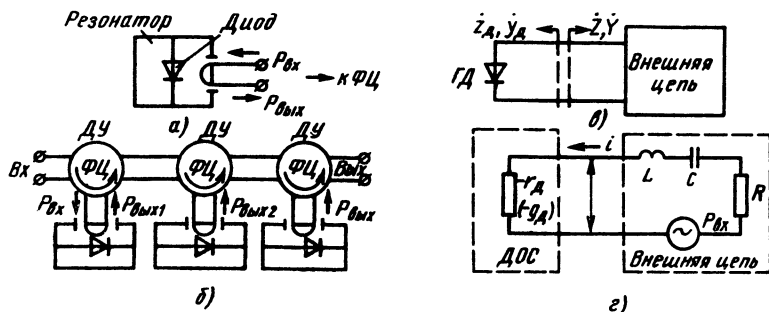 Резонатор Диод
Pвх
к ФЦ
Pвых
а)
ДУ ДУ ДУ
Вх ФЦ ФЦ ФЦ Вых
Pвх Pвых1 Pвых2 Pвых
б)
Żд, ẏд Ż, Ẏ
ГД
Внешняя цепь
в)
i
-rд
(-gд)
L C R
Pвх
ДОС
Внешняя цепь
г)